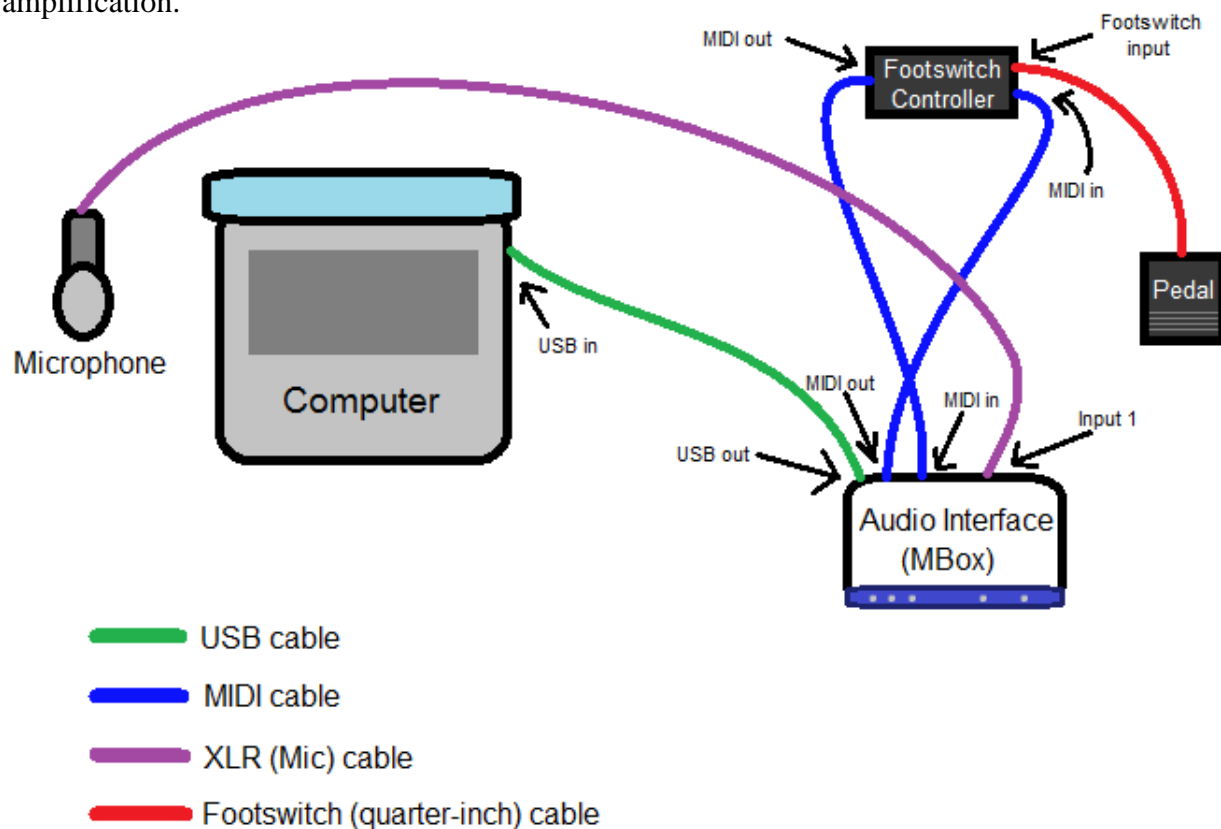 amplification.
MIDI out
Footswitch
input
Footswitch
Controller
MIDI in
Pedal
Microphone
Computer
USB in
MIDI out
MIDI in
Input 1
USB out
Audio Interface
(MBox)
USB cable
MIDI cable
XLR (Mic) cable
Footswitch (quarter-inch) cable